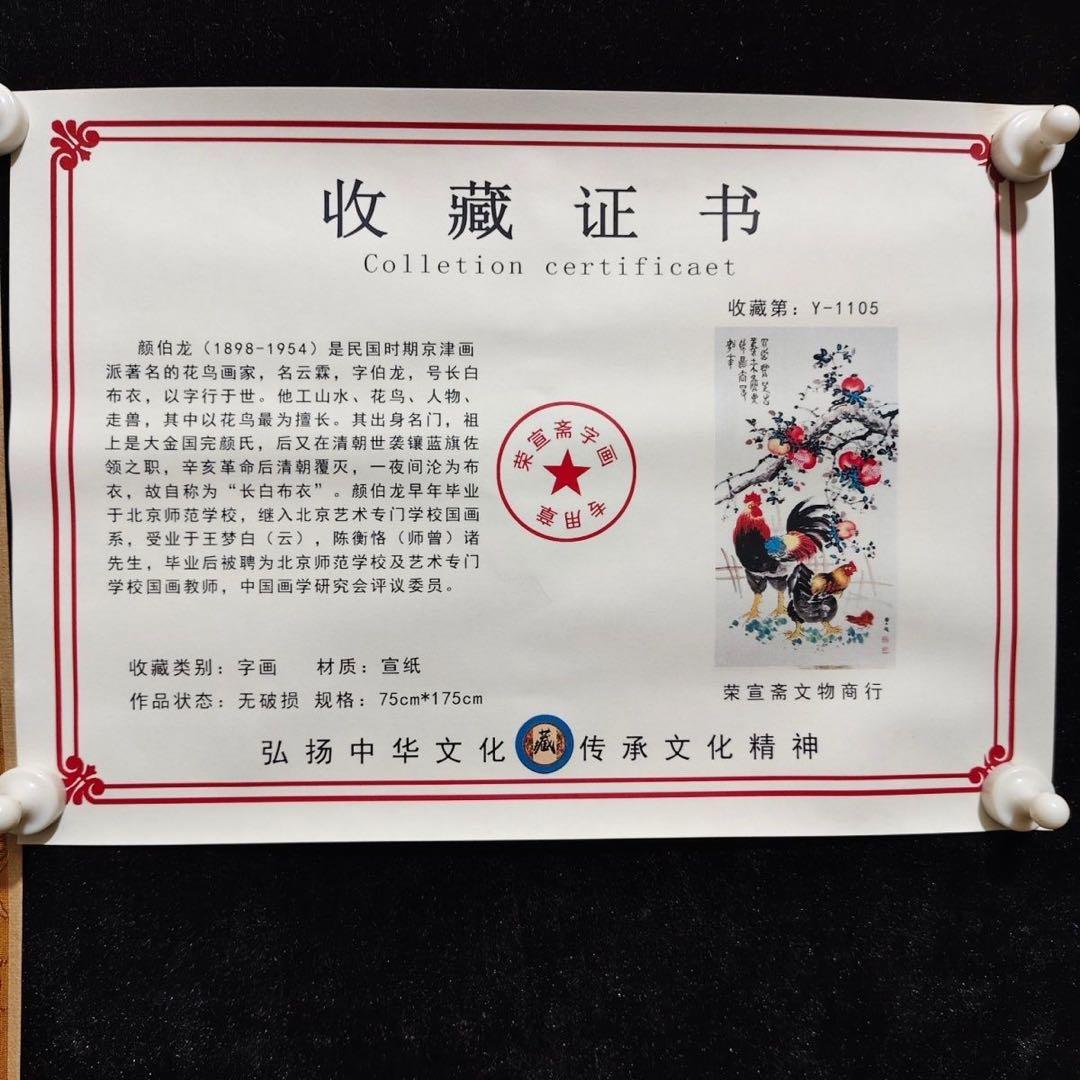 收藏证书
Colletion certificaet
收藏第：Y-1105
颜伯龙（1898-1954）是民国时期京津画
派著名的花鸟画家，名云霖，字伯龙，号长白
布衣，以字行于世。他工山水、花鸟、人物、
走兽，其中以花鸟最为擅长。其出身名门，祖
上是大金国完颜氏，后又在清朝世袭镶蓝旗佐
领之职，辛亥革命后清朝覆灭，一夜间沦为布
衣，故自称为“长白布衣”。颜伯龙早年毕业
于北京师范学校，继入北京艺术专门学校国画
系，受业于王梦白（云），陈衡恪（师曾）诸
先生，毕业后被聘为北京师范学校及艺术专门
学校国画教师，中国画学研究会评议委员。
荣宣斋字画
专用章
收藏类别：字画 材质：宣纸
作品状态：无破损 规格：75cm*175cm
荣宣斋文物商行
弘扬中华文化 藏 传承文化精神